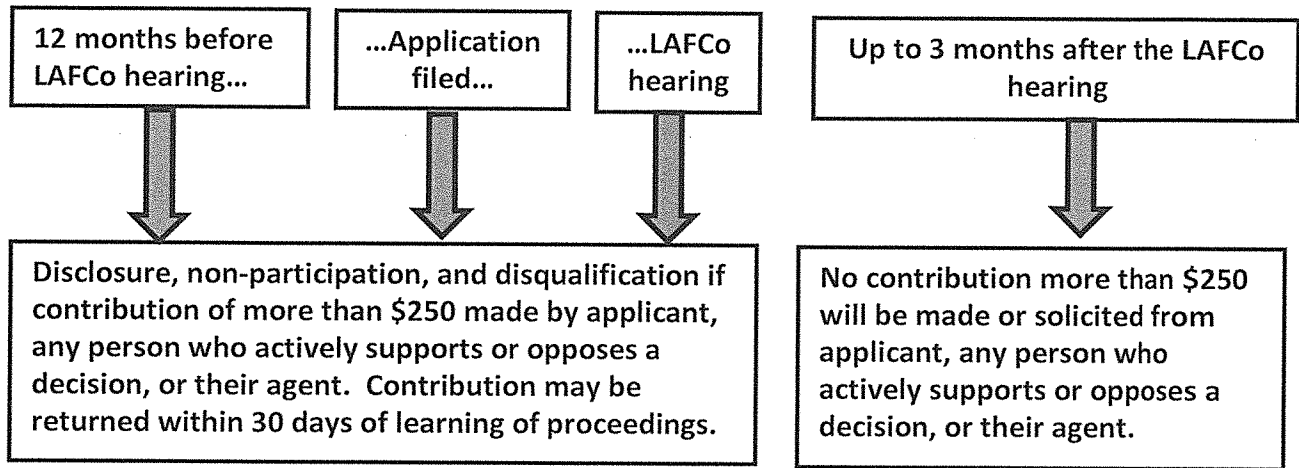 12 months before
LAFCo hearing...
...Application
filed...
...LAFCo
hearing
Up to 3 months after the LAFCo
hearing
Disclosure, non-participation, and disqualification if
contribution of more than $250 made by applicant,
any person who actively supports or opposes a
decision, or their agent.  Contribution may be
returned within 30 days of learning of proceedings.
No contribution more than $250
will be made or solicited from
applicant, any person who
actively supports or opposes a
decision, or their agent.